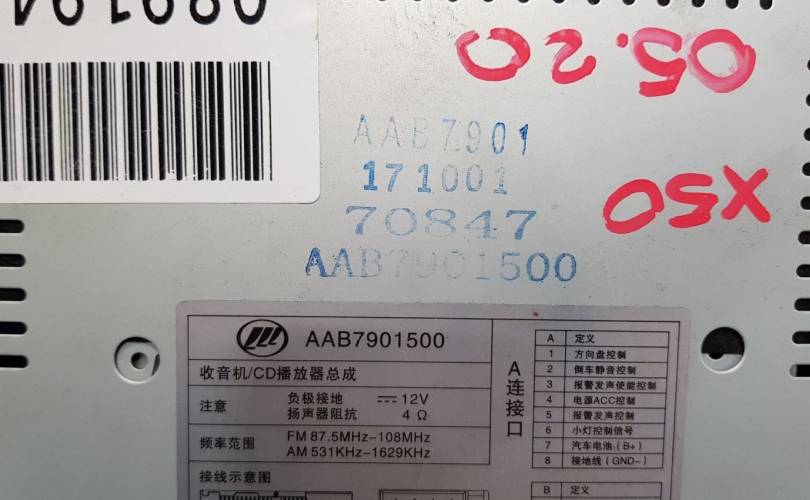 05.20
AABZ901
171001
X50
70847
AAB7901500
AAB7901500
收音机/CD播放器总成
注意
负极接地
12V
扬声器阻抗
4 Ω
频率范围
FM 87.5MHz-108MHz
AM 531KHz-1629KHz
接线示意图
A连接口
A 定义
1 方向盘控制
2 倒车静音控制
3 报警发声使能控制
4 电源ACC控制
5 报警发声控制
6 小灯控制信号
7 汽车电池（B+）
8 接地线（GND-）
B 定义